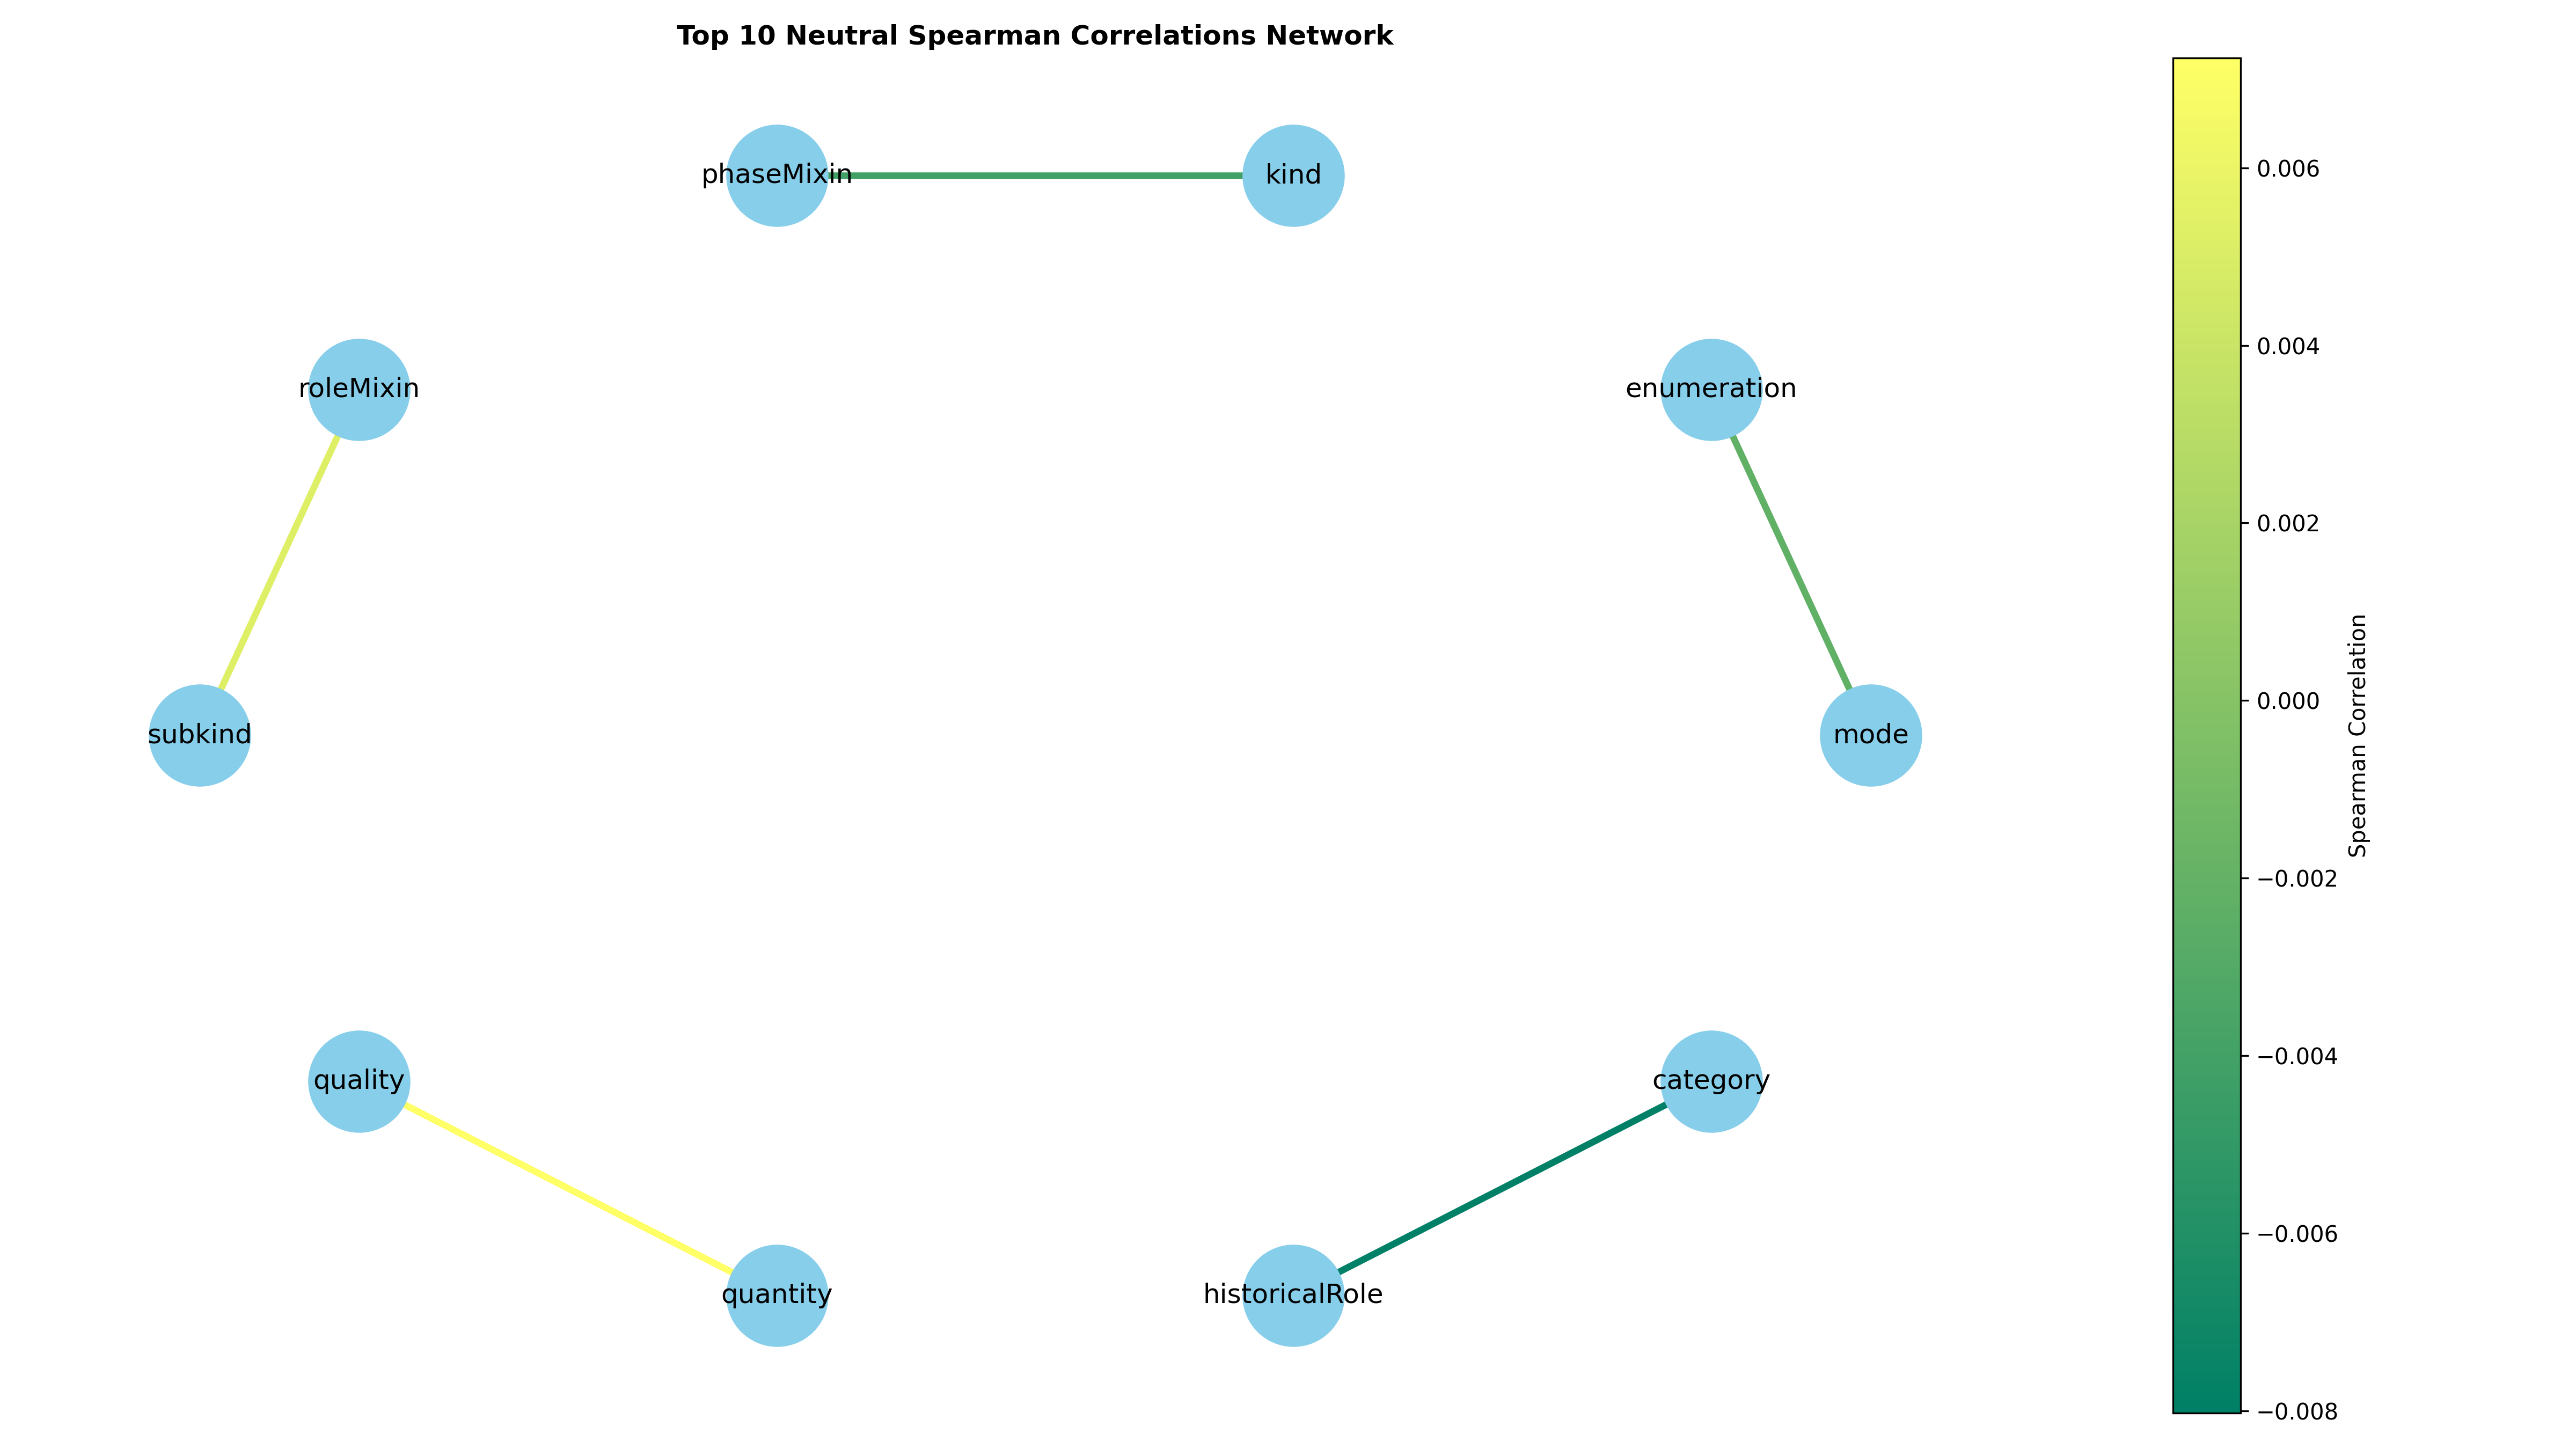 Top 10 Neutral Spearman Correlations Network
phaseMixin
kind
roleMixin
enumeration
subkind
mode
quality
category
quantity
historicalRole
0.006
0.004
0.002
0.000
−0.002
−0.004
−0.006
−0.008
Spearman Correlation